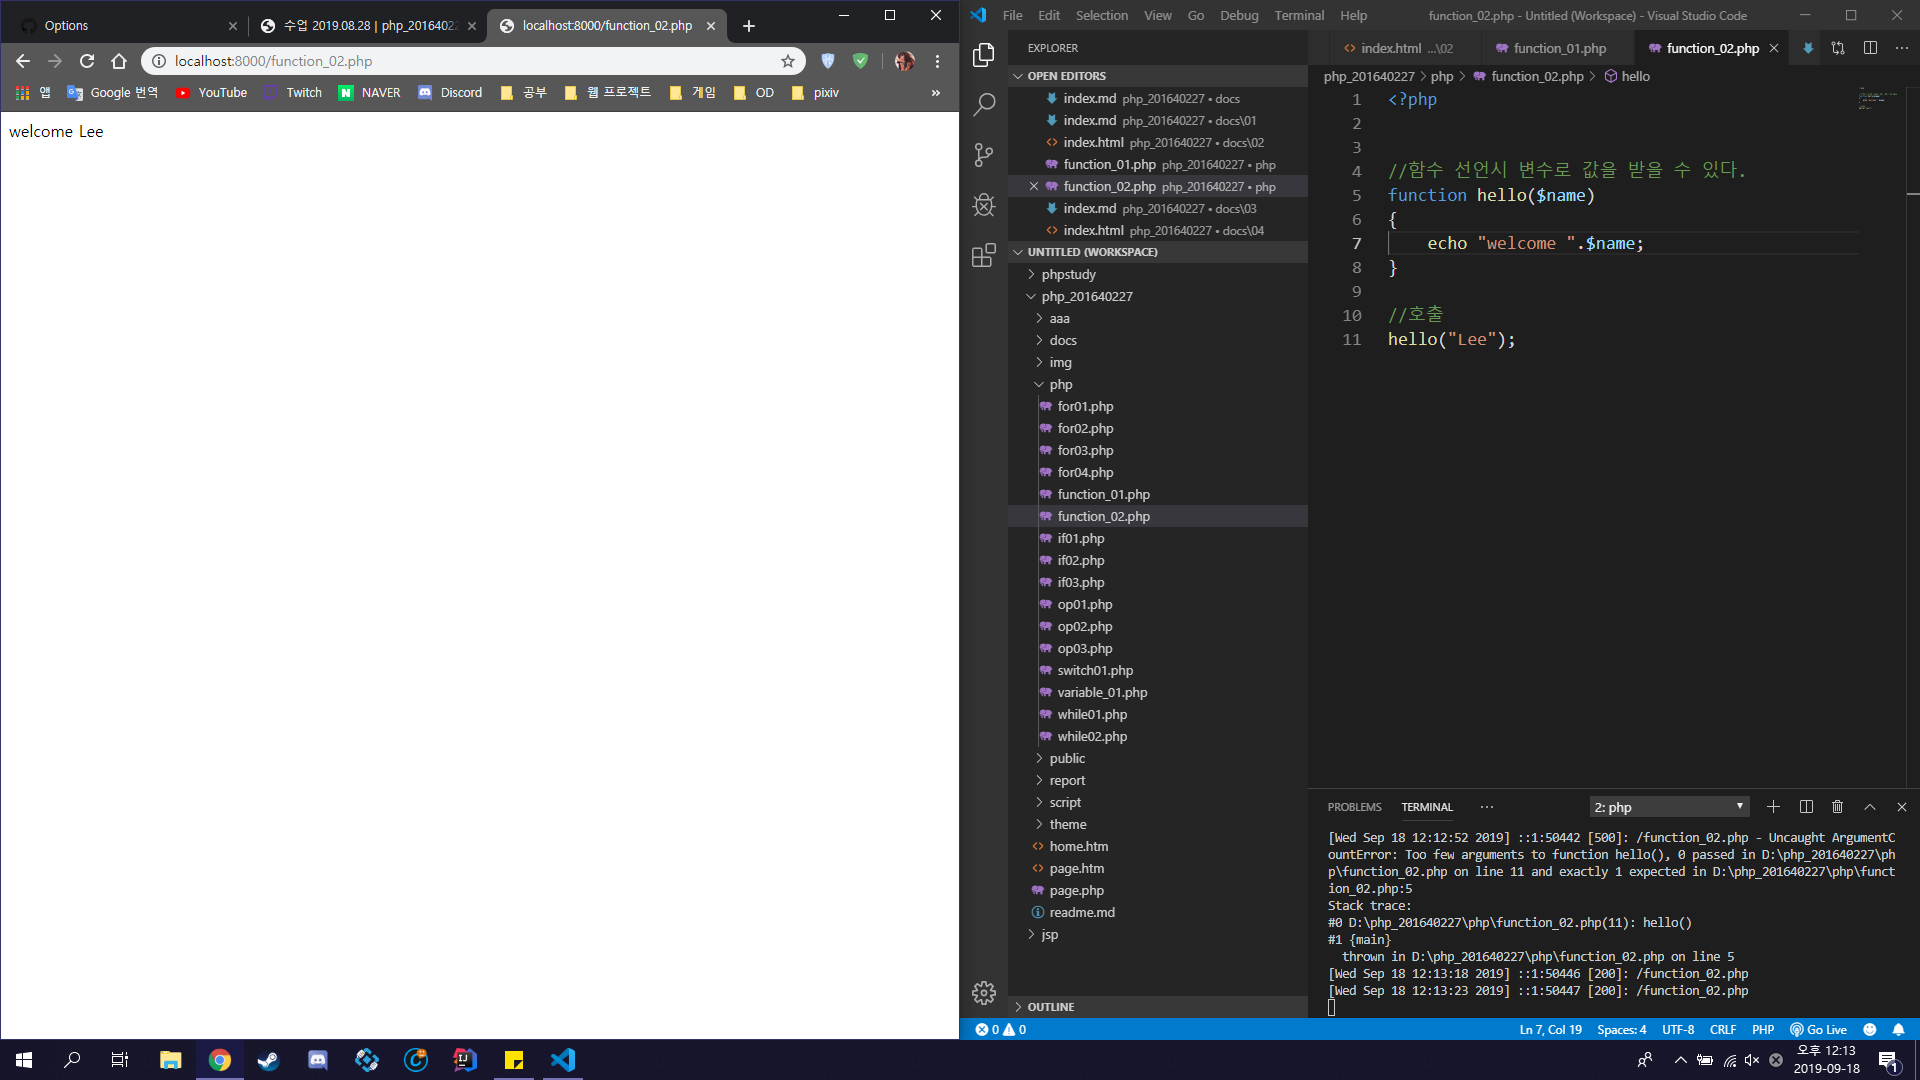 Options
수업 2019.08.28 | php_20164022
localhost:8000/function_02.php
localhost:8000/function_02.php
앱
Google 번역
YouTube
Twitch
NAVER
Discord
공부
웹 프로젝트
게임
OD
pixiv
»
welcome Lee
File Edit Selection View Go Debug Terminal Help
function_02.php - Untitled (Workspace) - Visual Studio Code
EXPLORER
OPEN EDITORS
index.md php_201640227 • docs
index.md php_201640227 • docs\01
index.html php_201640227 • docs\02
function_01.php php_201640227 • php
function_02.php php_201640227 • php
index.md php_201640227 • docs\03
index.html php_201640227 • docs\04
UNTITLED (WORKSPACE)
phpstudy
php_201640227
aaa
docs
img
php
for01.php
for02.php
for03.php
for04.php
function_01.php
function_02.php
if01.php
if02.php
if03.php
op01.php
op02.php
op03.php
switch01.php
variable_01.php
while01.php
while02.php
public
report
script
theme
home.htm
page.htm
page.php
readme.md
jsp
OUTLINE
index.html ...\02
function_01.php
function_02.php
php_201640227 > php > function_02.php > hello
1 <?php
2
3
4 //함수 선언시 변수로 값을 받을 수 있다.
5 function hello($name)
6 {
7 echo "welcome ".$name;
8 }
9
10 //호출
11 hello("Lee");
PROBLEMS TERMINAL ...
2: php
[Wed Sep 18 12:12:52 2019] ::1:50442 [500]: /function_02.php - Uncaught ArgumentC
ountError: Too few arguments to function hello(), 0 passed in D:\php_201640227\ph
p\function_02.php on line 11 and exactly 1 expected in D:\php_201640227\php\funct
ion_02.php:5
Stack trace:
#0 D:\php_201640227\php\function_02.php(11): hello()
#1 {main}
thrown in D:\php_201640227\php\function_02.php on line 5
[Wed Sep 18 12:13:18 2019] ::1:50446 [200]: /function_02.php
[Wed Sep 18 12:13:23 2019] ::1:50447 [200]: /function_02.php
0 0
Ln 7, Col 19 Spaces: 4 UTF-8 CRLF PHP Go Live
오후 12:13
2019-09-18
1